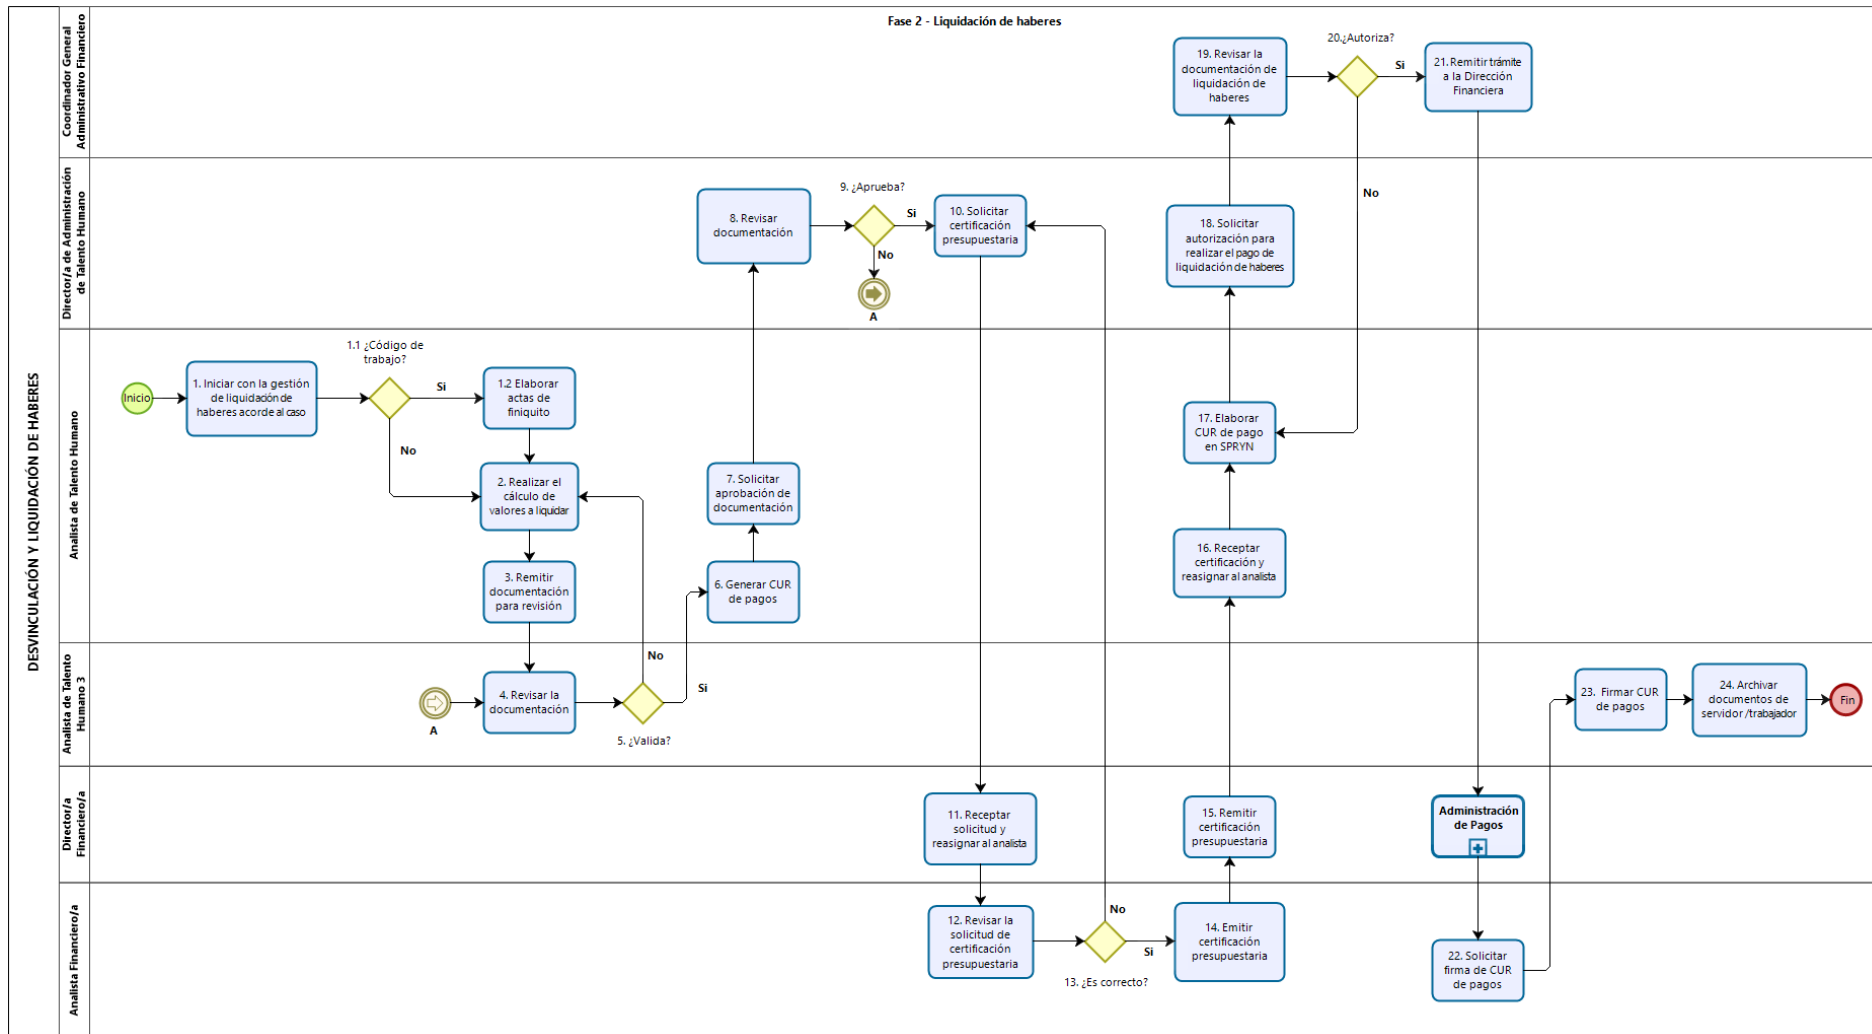 Fase 2 - Liquidación de haberes
DESVINCULACIÓN Y LIQUIDACIÓN DE HABERES
Coordinador General
Administrativo Financiero
19. Revisar la
documentación de
liquidación de
haberes
20.¿Autoriza?
Si
No
21. Remitir trámite
a la Dirección
Financiera
Director/a de Administración
de Talento Humano
8. Revisar
documentación
9. ¿Aprueba?
Si
No
A
10. Solicitar
certificación
presupuestaria
18. Solicitar
autorización para
realizar el pago de
liquidación de haberes
Analista de Talento Humano
Inicio
1. Iniciar con la gestión
de liquidación de
haberes acorde al caso
1.1 ¿Código de
trabajo?
Si
No
1.2 Elaborar
actas de
finiquito
2. Realizar el
cálculo de
valores a liquidar
3. Remitir
documentación
para revisión
7. Solicitar
aprobación de
documentación
6. Generar CUR
de pagos
17. Elaborar
CUR de pago
en SPRYN
16. Receptar
certificación y
reasignar al analista
Analista de Talento
Humano 3
A
4. Revisar la
documentación
No
Si
5. ¿Valida?
23. Firmar CUR
de pagos
24. Archivar
documentos de
servidor /trabajador
Fin
Director/a
Financiero/a
11. Receptar
solicitud y
reasignar al analista
15. Remitir
certificación
presupuestaria
Administración
de Pagos
Analista Financiero/a
12. Revisar la
solicitud de
certificación
presupuestaria
No
Si
13. ¿Es correcto?
14. Emitir
certificación
presupuestaria
22. Solicitar
firma de CUR
de pagos